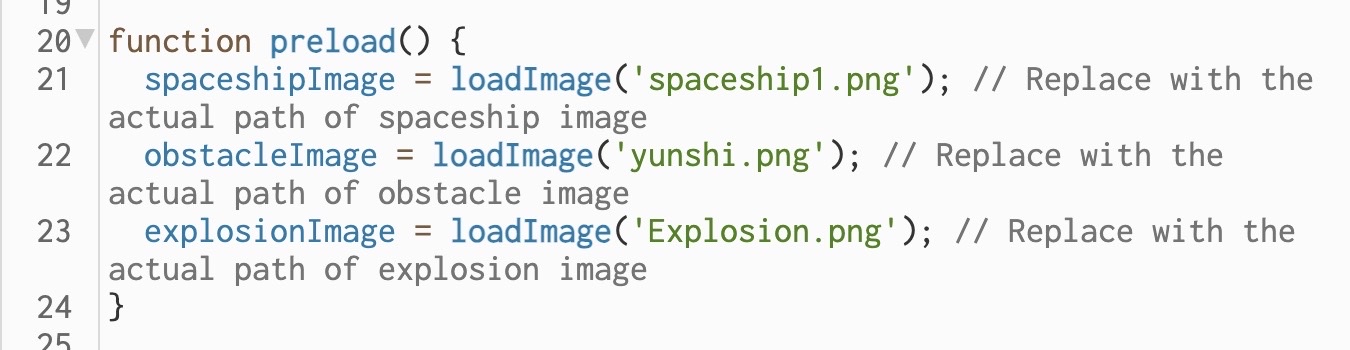 19
20 function preload() {
21 spaceshipImage = loadImage('spaceship1.png'); // Replace with the
actual path of spaceship image
22 obstacleImage = loadImage('yunshi.png'); // Replace with the
actual path of obstacle image
23 explosionImage = loadImage('Explosion.png'); // Replace with the
actual path of explosion image
24 }
25